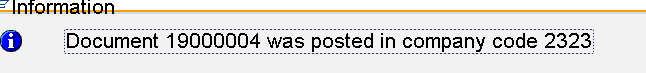 Information
Document 19000004 was posted in company code 2323